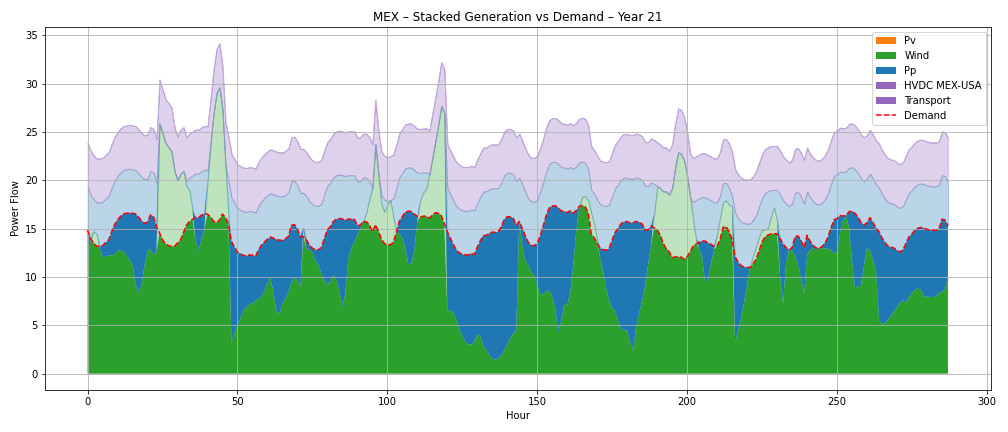 MEX – Stacked Generation vs Demand – Year 21
Power Flow
35
30
25
20
15
10
5
0
0 50 100 150 200 250 300
Hour
Pv
Wind
Pp
HVDC MEX-USA
Transport
Demand